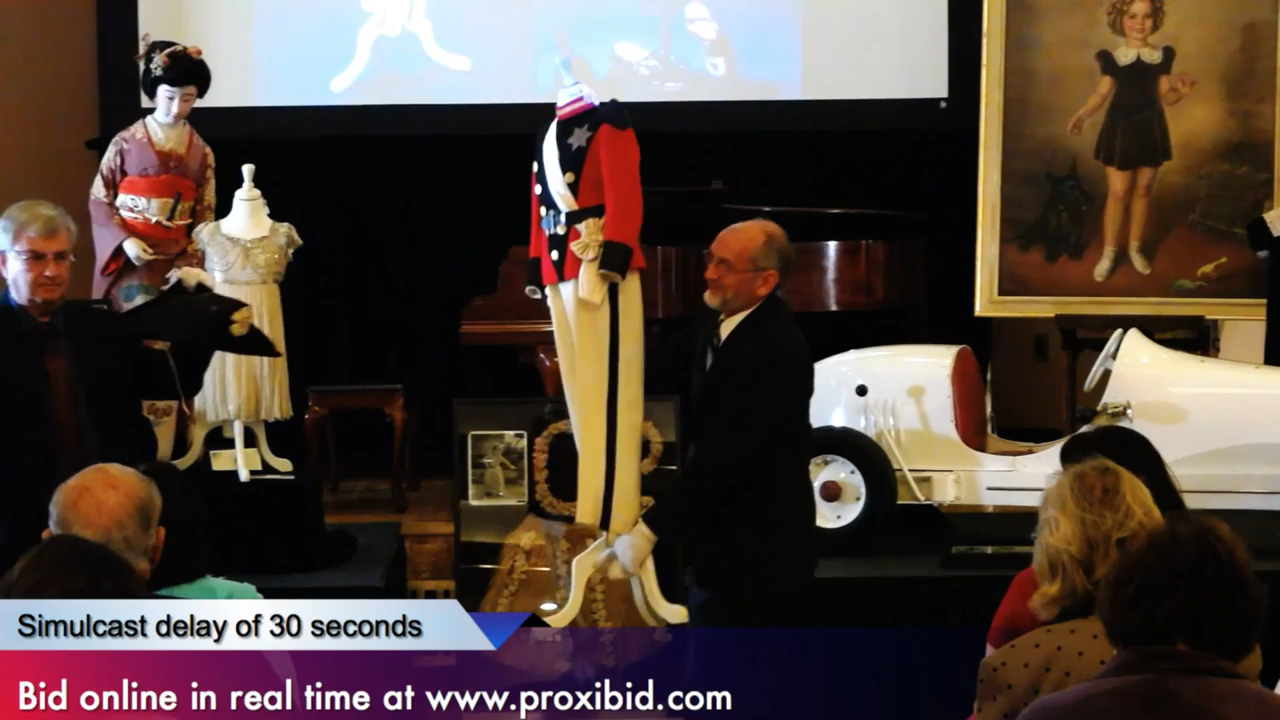 Simulcast delay of 30 seconds
Bid online in real time at www.proxibid.com